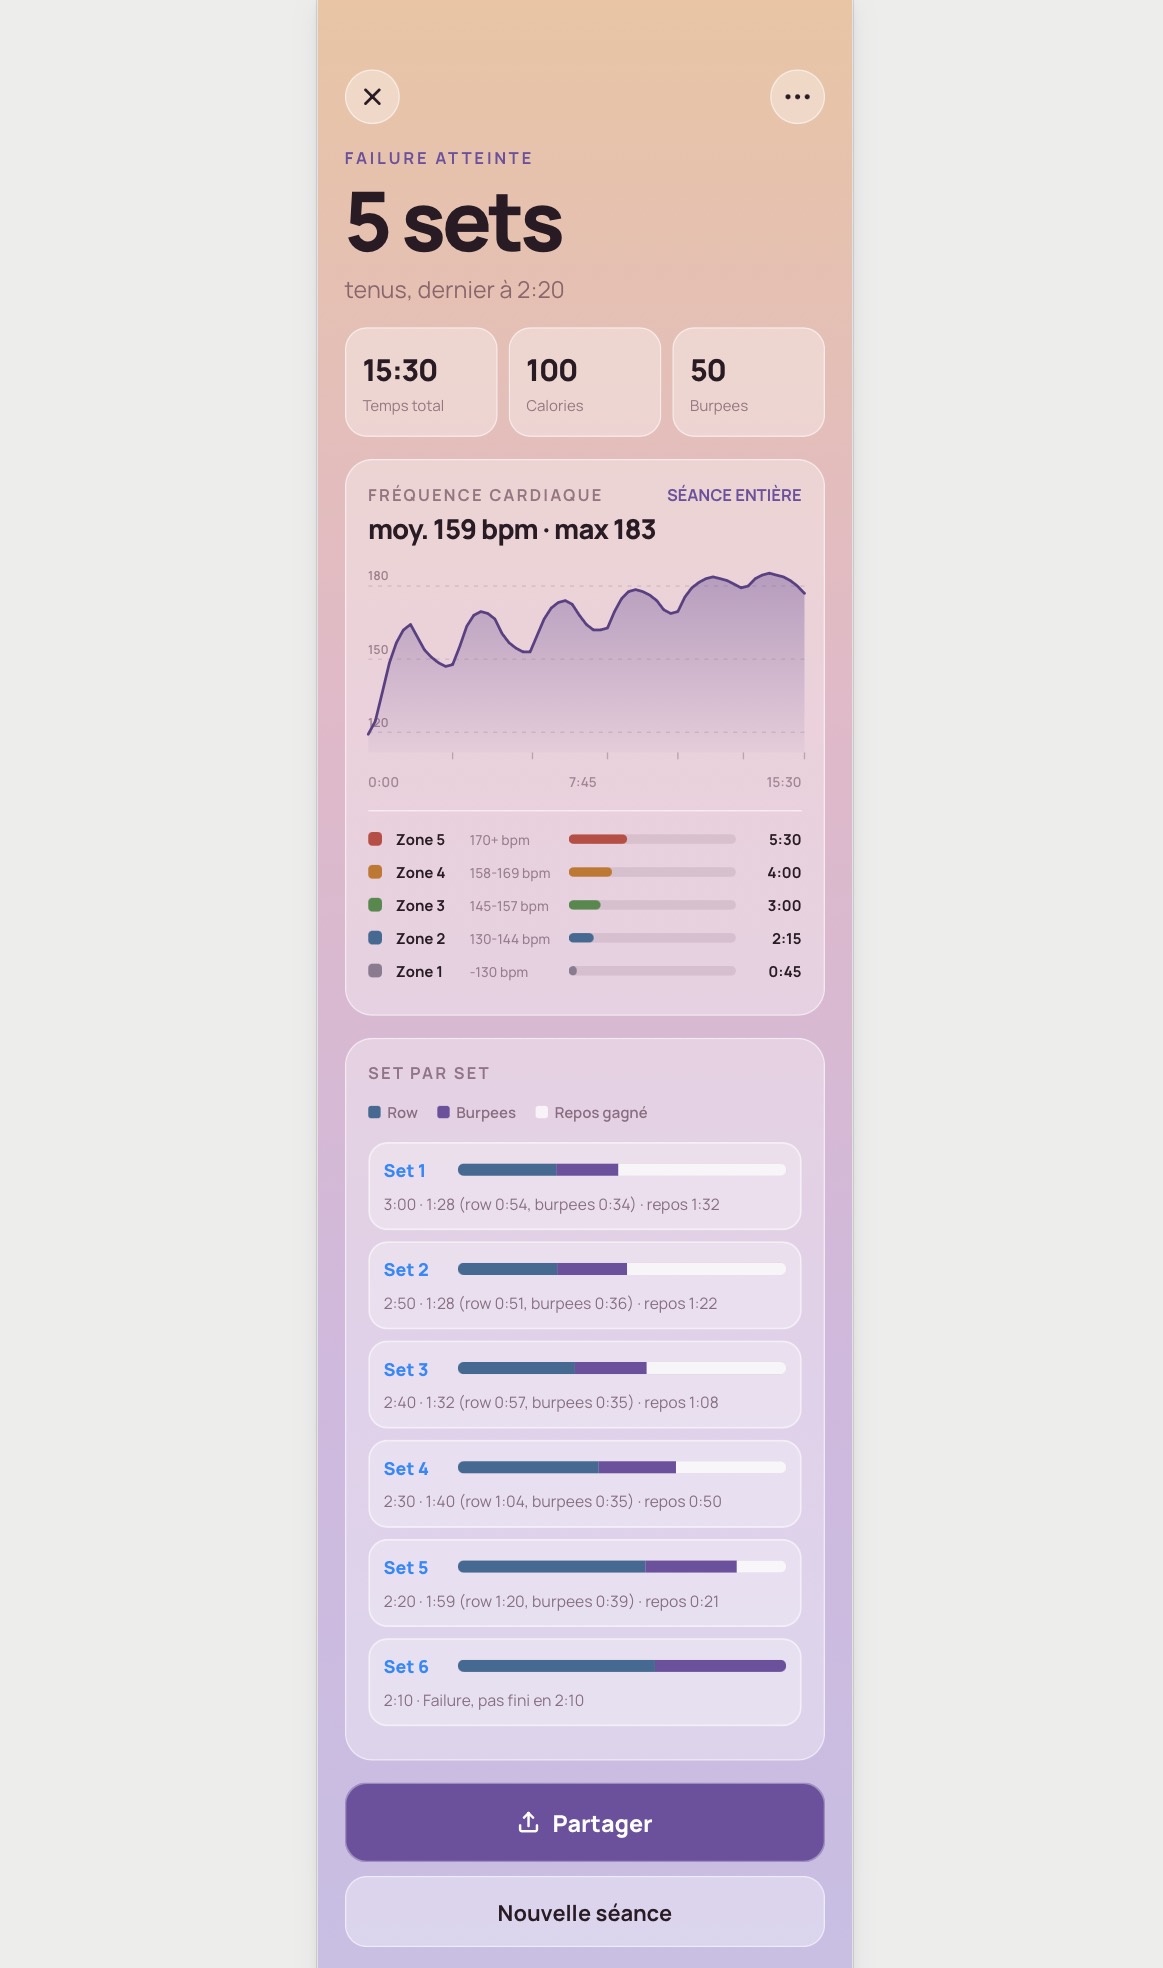 FAILURE ATTEINTE
5 sets
tenus, dernier à 2:20
15:30
Temps total
100
Calories
50
Burpees
FRÉQUENCE CARDIAQUE
SÉANCE ENTIÈRE
moy. 159 bpm · max 183
180
150
120
0:00
7:45
15:30
Zone 5 170+ bpm 5:30
Zone 4 158-169 bpm 4:00
Zone 3 145-157 bpm 3:00
Zone 2 130-144 bpm 2:15
Zone 1 -130 bpm 0:45
SET PAR SET
Row Burpees Repos gagné
Set 1
3:00 · 1:28 (row 0:54, burpees 0:34) · repos 1:32
Set 2
2:50 · 1:28 (row 0:51, burpees 0:36) · repos 1:22
Set 3
2:40 · 1:32 (row 0:57, burpees 0:35) · repos 1:08
Set 4
2:30 · 1:40 (row 1:04, burpees 0:35) · repos 0:50
Set 5
2:20 · 1:59 (row 1:20, burpees 0:39) · repos 0:21
Set 6
2:10 · Failure, pas fini en 2:10
Partager
Nouvelle séance